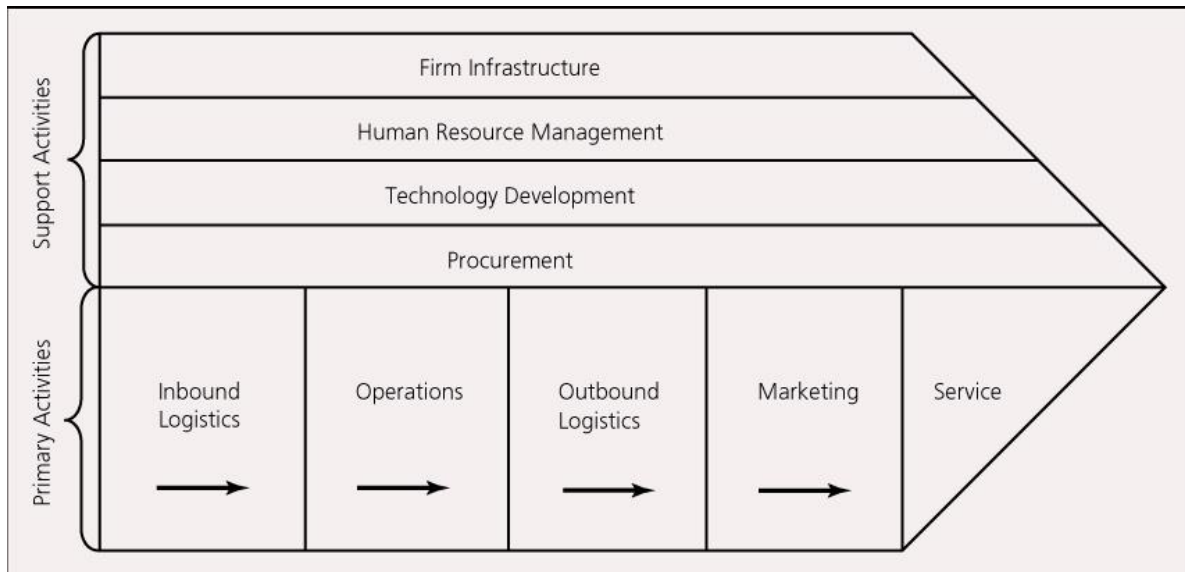 Support Activities
Firm Infrastructure
Human Resource Management
Technology Development
Procurement
Primary Activities
Inbound
Logistics
Operations
Outbound
Logistics
Marketing
Service